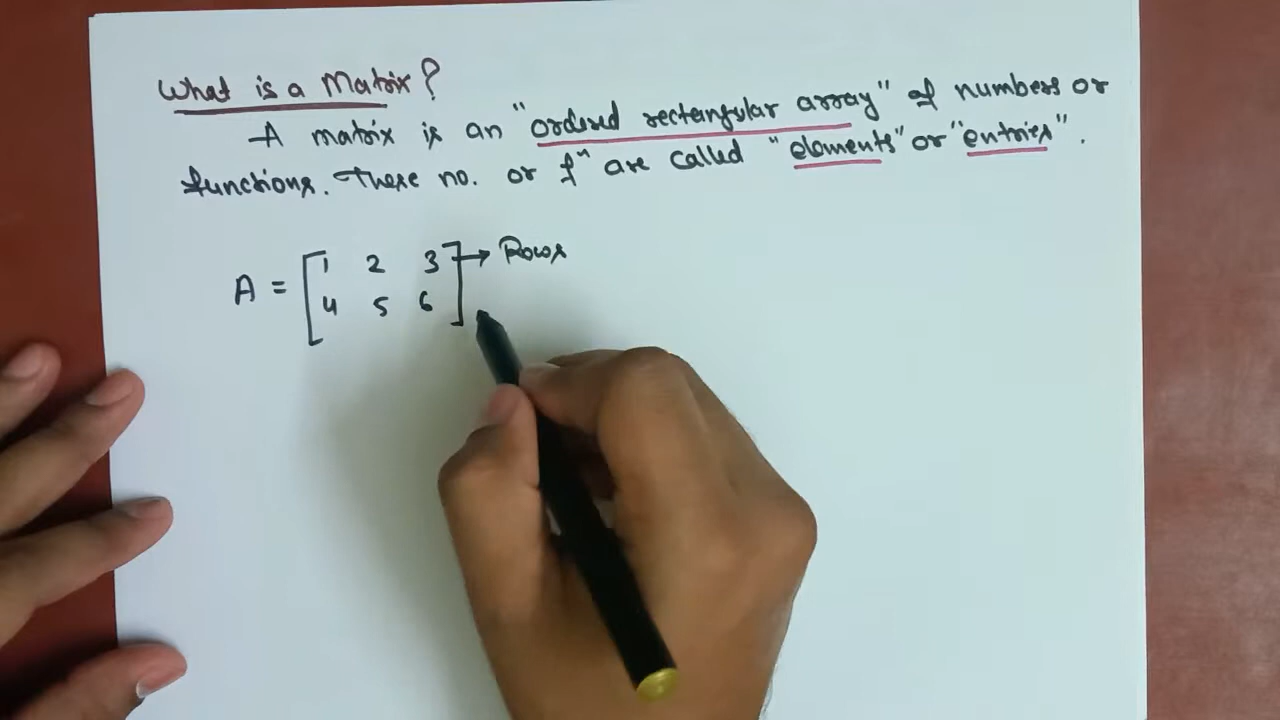 What is a Matrix?
A matrix is an "ordered rectangular array" of numbers or
functions. These no. or fⁿ are called "elements" or "entries".
A = [1 2 3] → Rows
4 5 6